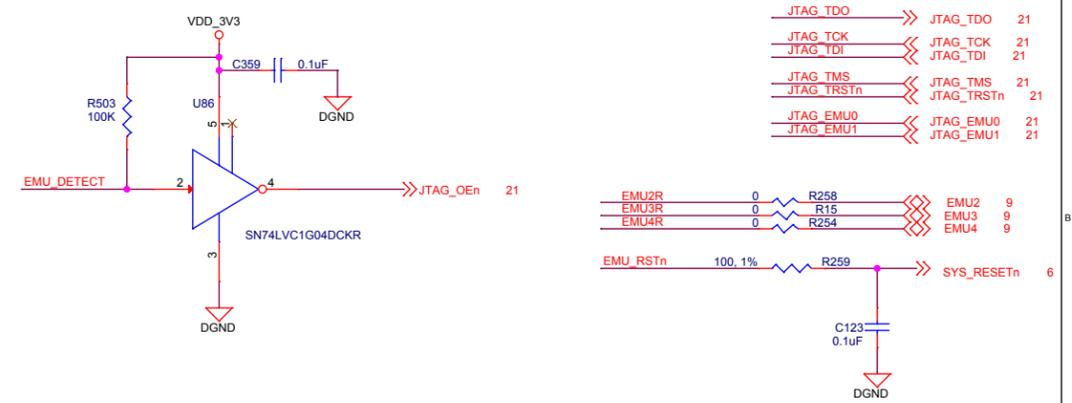 VDD_3V3
C359 0.1uF
R503
100K
U86
5
1
DGND
EMU_DETECT
2
4
JTAG_OEn 21
SN74LVC1G04DCKR
3
DGND
JTAG_TDO JTAG_TDO 21
JTAG_TCK JTAG_TCK 21
JTAG_TDI JTAG_TDI 21
JTAG_TMS JTAG_TMS 21
JTAG_TRSTn JTAG_TRSTn 21
JTAG_EMU0 JTAG_EMU0 21
JTAG_EMU1 JTAG_EMU1 21
EMU2R 0 R258 EMU2 9
EMU3R 0 R15 EMU3 9
EMU4R 0 R254 EMU4 9
B
EMU_RSTn 100, 1% R259 SYS_RESETn 6
C123
0.1uF
DGND